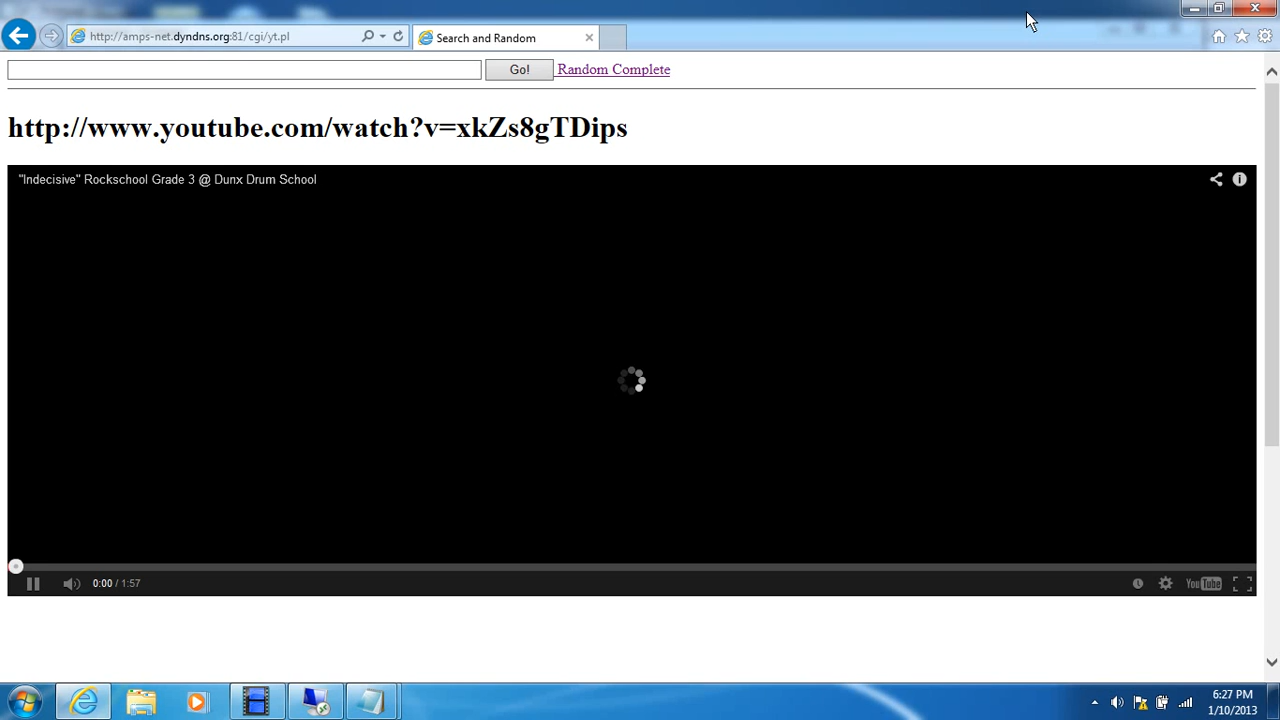 http://amps-net.dyndns.org:81/cgi/yt.pl
Search and Random
Go!
Random Complete
http://www.youtube.com/watch?v=xkZs8gTDips
"Indecisive" Rockschool Grade 3 @ Dunx Drum School
0:00 / 1:57
YouTube
6:27 PM
1/10/2013